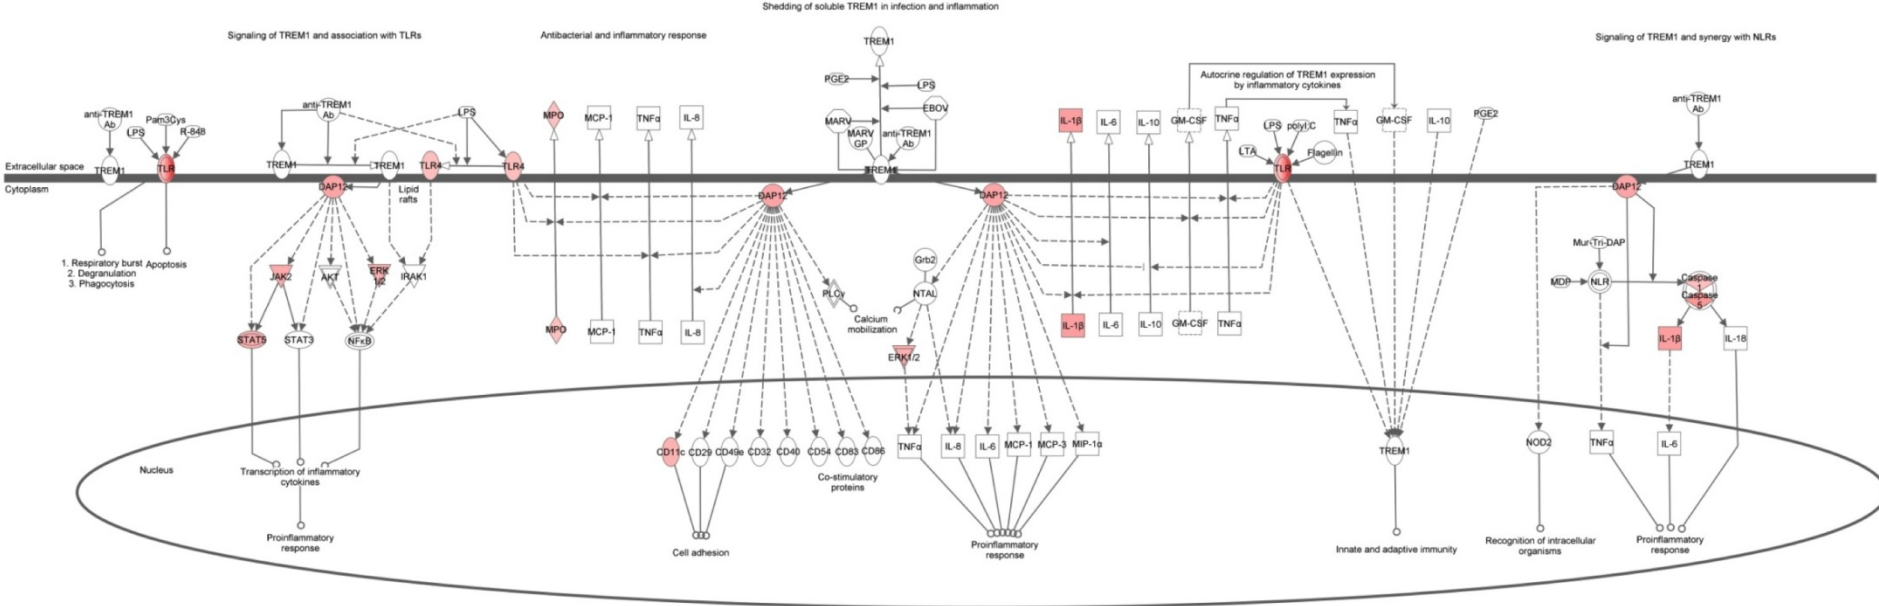 Shedding of soluble TREM1 in infection and inflammation
Signaling of TREM1 and association with TLRs
Antibacterial and inflammatory response
Signaling of TREM1 and synergy with NLRs
TREM1
PGE2
LPS
Autocrine regulation of TREM1 expression
by inflammatory cytokines
anti-TREM1
Ab
LPS
Pam3Cys
R-848
anti-TREM1
Ab
LPS
MPO
MCP-1
TNFα
IL-8
MARV
MARV
GP
EBOV
anti-TREM1
Ab
IL-1β
IL-6
IL-10
GM-CSF
TNFα
LPS
polyI:C
LTA
Flagellin
TNFα
GM-CSF
IL-10
PGE2
anti-TREM1
Ab
Extracellular space
TREM1
TLR
TREM1
TREM1
TLR4
TLR4
TREM1
TLR
TREM1
Cytoplasm
DAP12
Lipid
rafts
DAP12
DAP12
DAP12
1. Respiratory burst
2. Degranulation
3. Phagocytosis
Apoptosis
JAK2
AKT
ERK
1/2
IRAK1
Grb2
PLCγ
NTAL
Calcium
mobilization
Mur-Tri-DAP
MDP
NLR
Caspase
1
Caspase
5
STAT5
STAT3
NFκB
MPO
MCP-1
TNFα
IL-8
ERK1/2
IL-1β
IL-6
IL-10
GM-CSF
TNFα
IL-1β
IL-18
Nucleus
Transcription of inflammatory
cytokines
CD11c
CD29
CD49e
CD32
CD40
CD54
CD83
CD86
Co-stimulatory
proteins
TNFα
IL-8
IL-6
MCP-1
MCP-3
MIP-1α
TREM1
NOD2
TNFα
IL-6
Proinflammatory
response
Cell adhesion
Proinflammatory
response
Innate and adaptive immunity
Recognition of intracellular
organisms
Proinflammatory
response